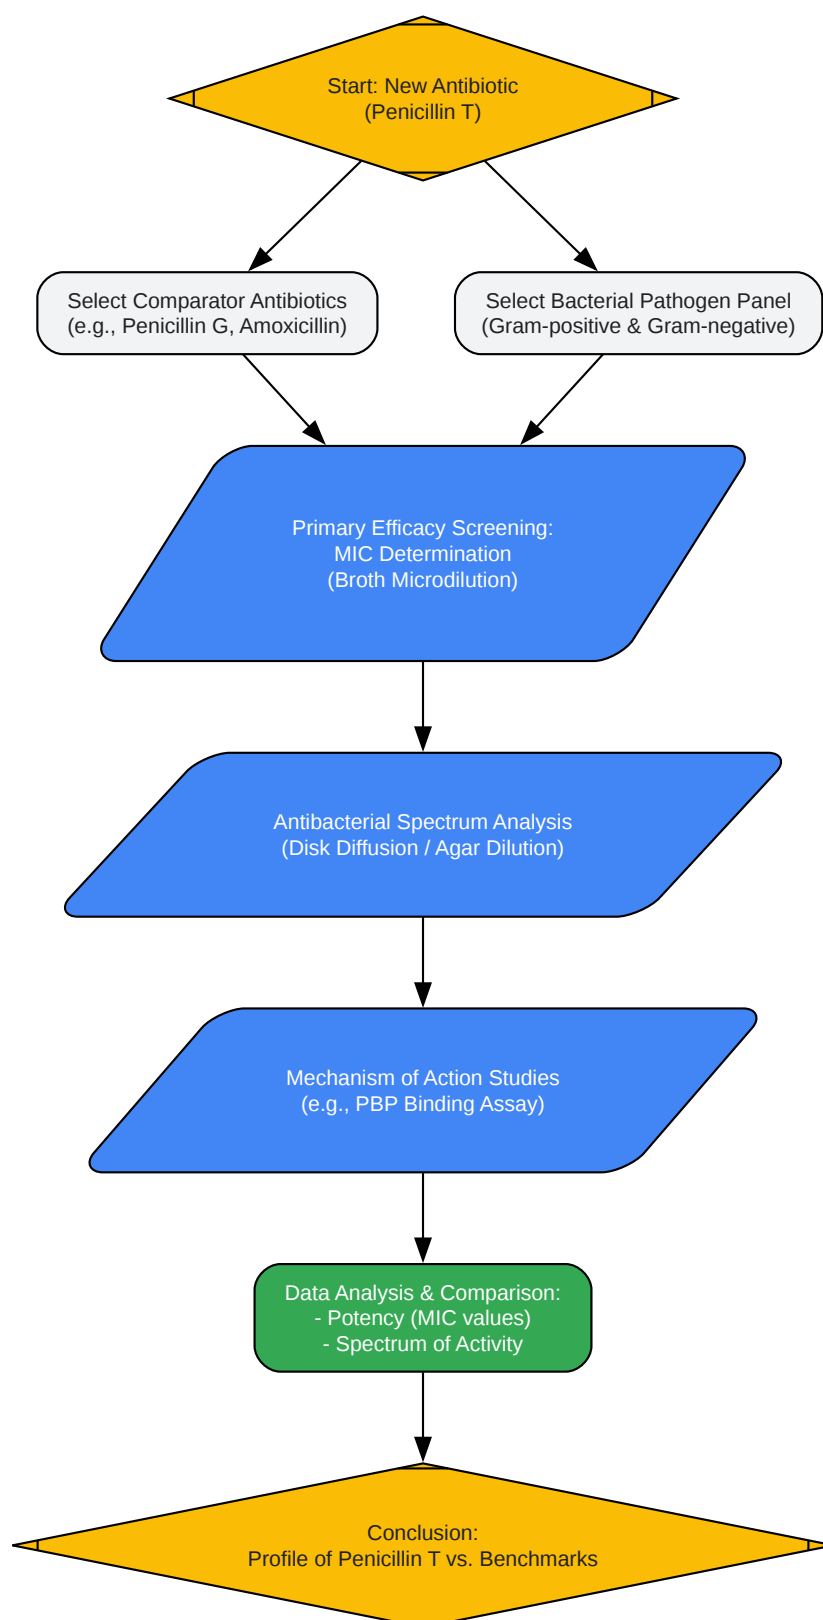 Start: New Antibiotic
(Penicillin T)
Select Comparator Antibiotics
(e.g., Penicillin G, Amoxicillin)
Select Bacterial Pathogen Panel
(Gram-positive & Gram-negative)
Primary Efficacy Screening:
MIC Determination
(Broth Microdilution)
Antibacterial Spectrum Analysis
(Disk Diffusion / Agar Dilution)
Mechanism of Action Studies
(e.g., PBP Binding Assay)
Data Analysis & Comparison:
- Potency (MIC values)
- Spectrum of Activity
Conclusion:
Profile of Penicillin T vs. Benchmarks